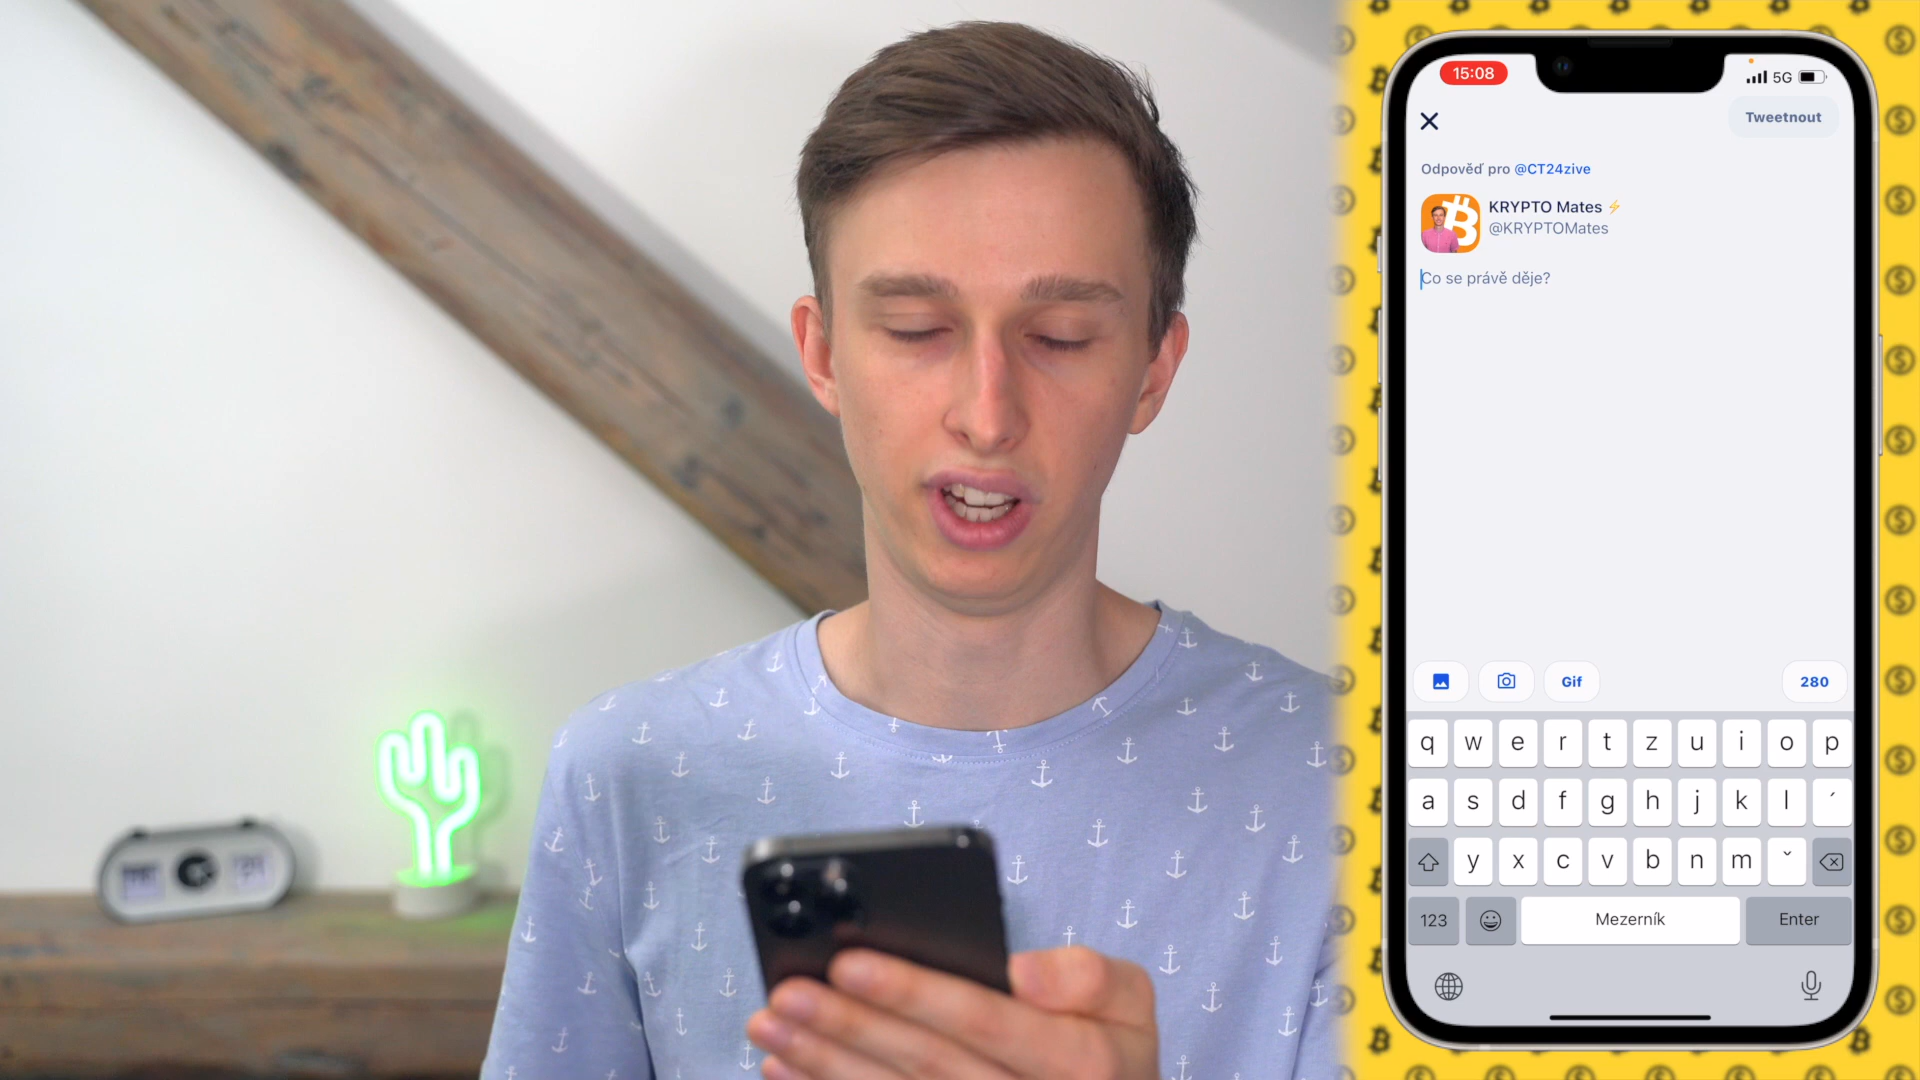 15:08
5G
Tweetnout
Odpověď pro @CT24zive
KRYPTO Mates⚡
@KRYPTOMates
Co se právě děje?
Gif
280
q w e r t z u i o p
a s d f g h j k l ´
y x c v b n m ˇ
123
Mezerník
Enter